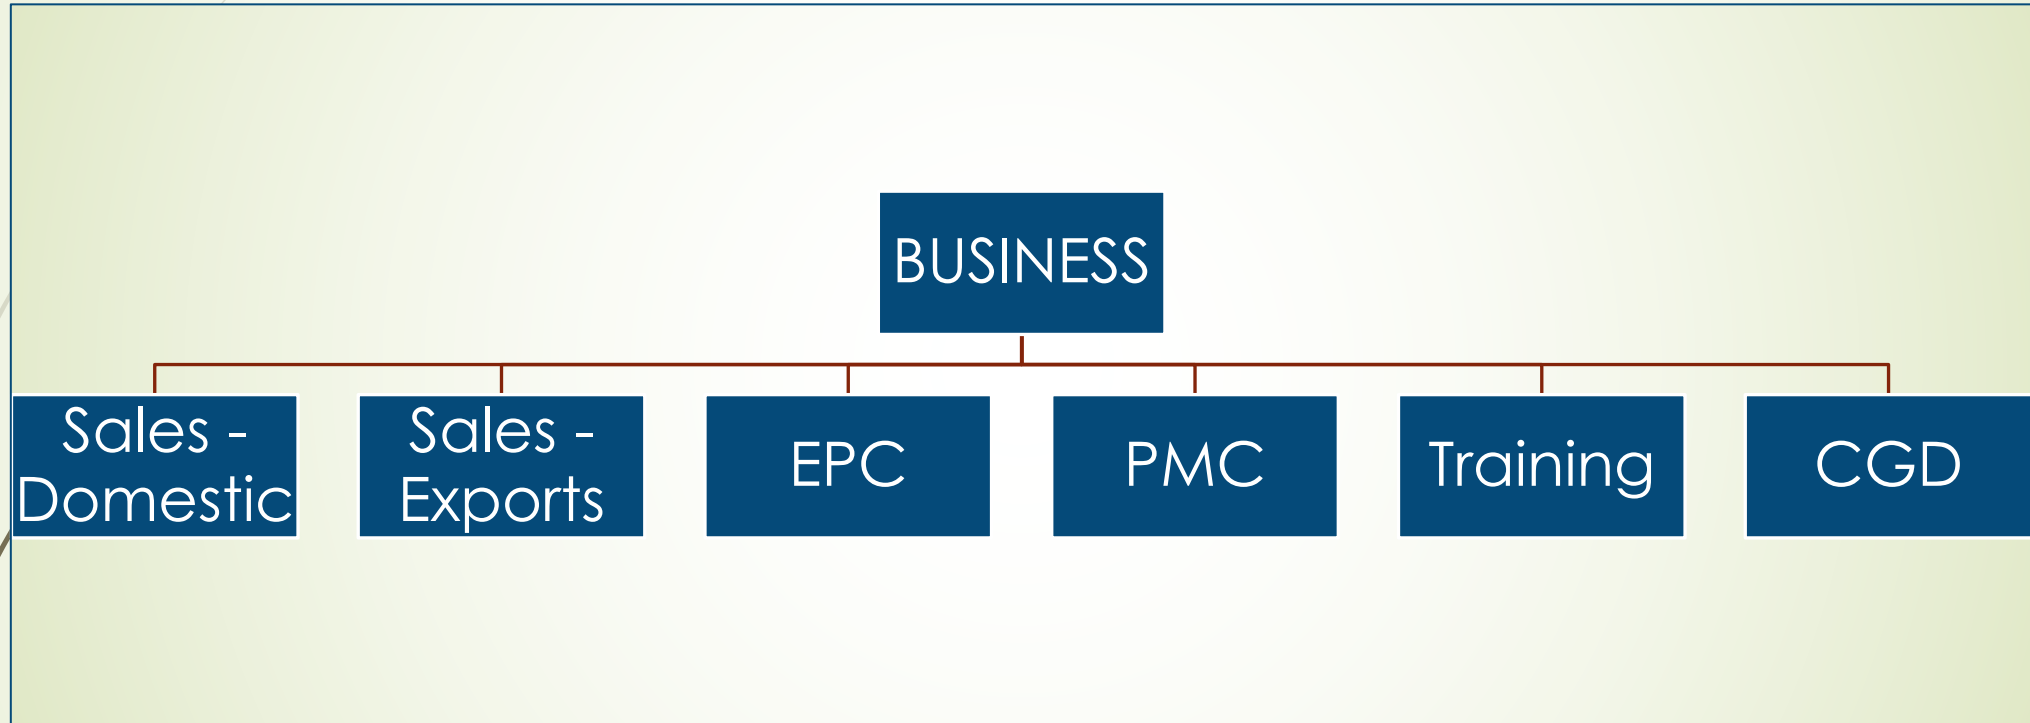 BUSINESS
Sales -
Domestic
Sales -
Exports
EPC
PMC
Training
CGD